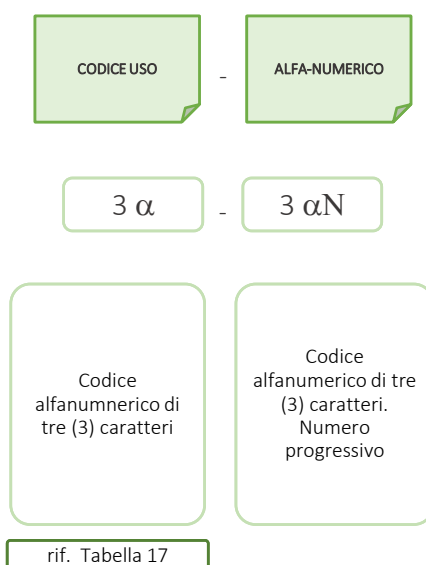 CODICE USO
-
ALFA-NUMERICO
3 α
-
3 αN
Codice
alfanumnerico di
tre (3) caratteri
Codice
alfanumerico di tre
(3) caratteri.
Numero
progressivo
rif. Tabella 17